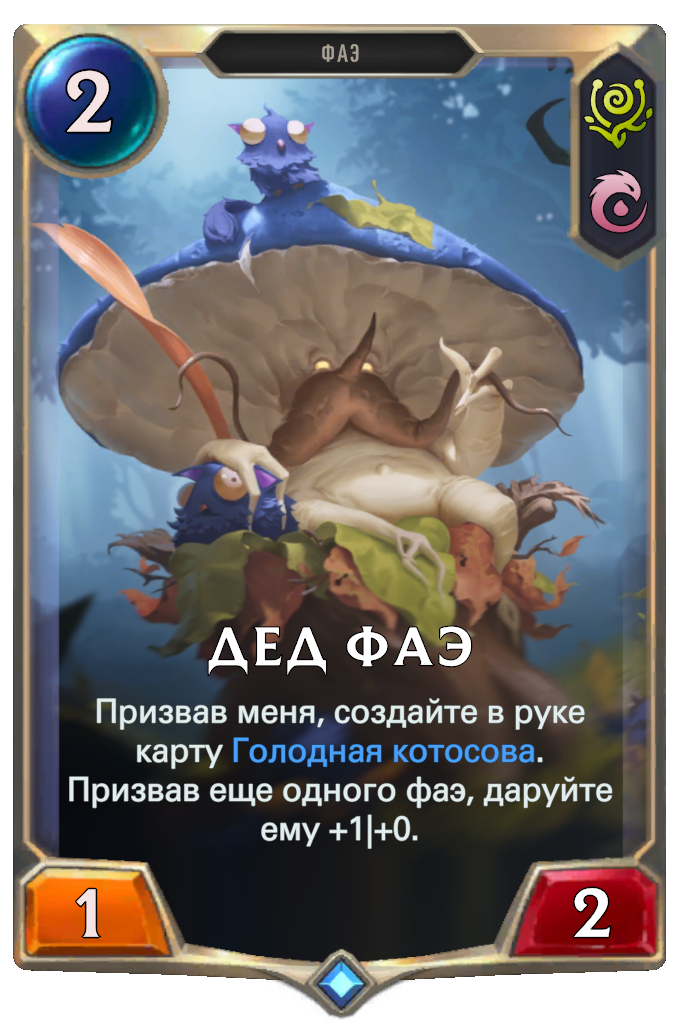 ФАЭ
2
ДЕД ФАЭ
Призвав меня, создайте в руке
карту Голодная котосова.
Призвав еще одного фаэ, даруйте
ему +1|+0.
1
2